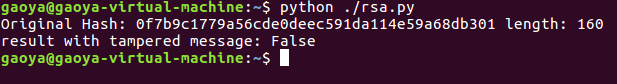 gaoya@gaoya-virtual-machine:~$ python ./rsa.py
Original Hash: 0f7b9c1779a56cde0deec591da114e59a68db301 length: 160
result with tampered message: False
gaoya@gaoya-virtual-machine:~$